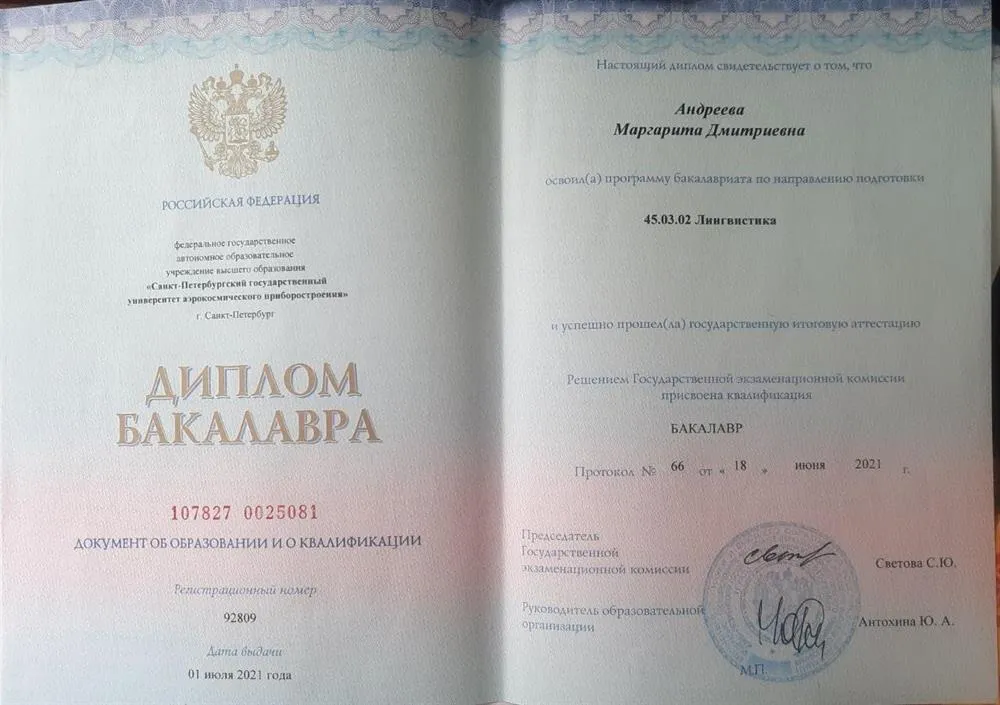 РОССИЙСКАЯ ФЕДЕРАЦИЯ
федеральное государственное
автономное образовательное
учреждение высшего образования
«Санкт-Петербургский государственный
университет аэрокосмического приборостроения»
г. Санкт-Петербург
ДИПЛОМ
БАКАЛАВРА
107827 0025081
ДОКУМЕНТ ОБ ОБРАЗОВАНИИ И О КВАЛИФИКАЦИИ
Регистрационный номер
92809
Дата выдачи
01 июля 2021 года
Настоящий диплом свидетельствует о том, что
Андреева
Маргарита Дмитриевна
освоил(а) программу бакалавриата по направлению подготовки
45.03.02 Лингвистика
и успешно прошел(ла) государственную итоговую аттестацию
Решением Государственной экзаменационной комиссии
присвоена квалификация
БАКАЛАВР
Протокол № 66 от « 18 » июня 2021 г.
Председатель
Государственной
экзаменационной комиссии
Светова С.Ю.
Руководитель образовательной
организации
Антохина Ю. А.
М.П.